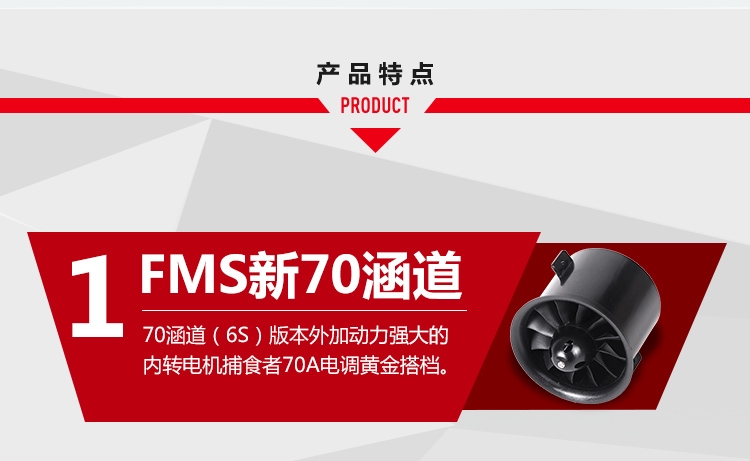 产品特点
PRODUCT
1
FMS新70涵道
70涵道（6S）版本外加动力强大的
内转电机捕食者70A电调黄金搭档。